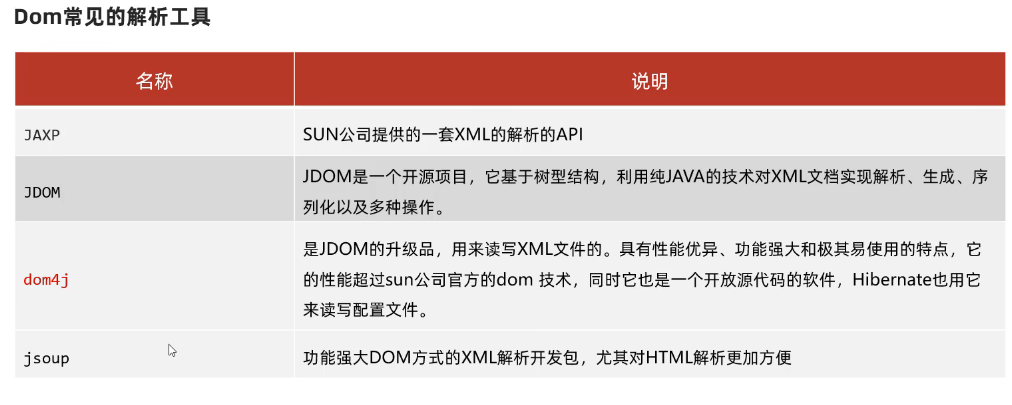 Dom常见的解析工具
名称 说明
JAXP SUN公司提供的一套XML的解析的API
JDOM JDOM是一个开源项目，它基于树型结构，利用纯JAVA的技术对XML文档实现解析、生成、序
列化以及多种操作。
dom4j 是JDOM的升级品，用来读写XML文件的。具有性能优异、功能强大和极其易使用的特点，它
的性能超过sun公司官方的dom 技术，同时它也是一个开放源代码的软件，Hibernate也用它
来读写配置文件。
jsoup 功能强大DOM方式的XML解析开发包，尤其对HTML解析更加方便